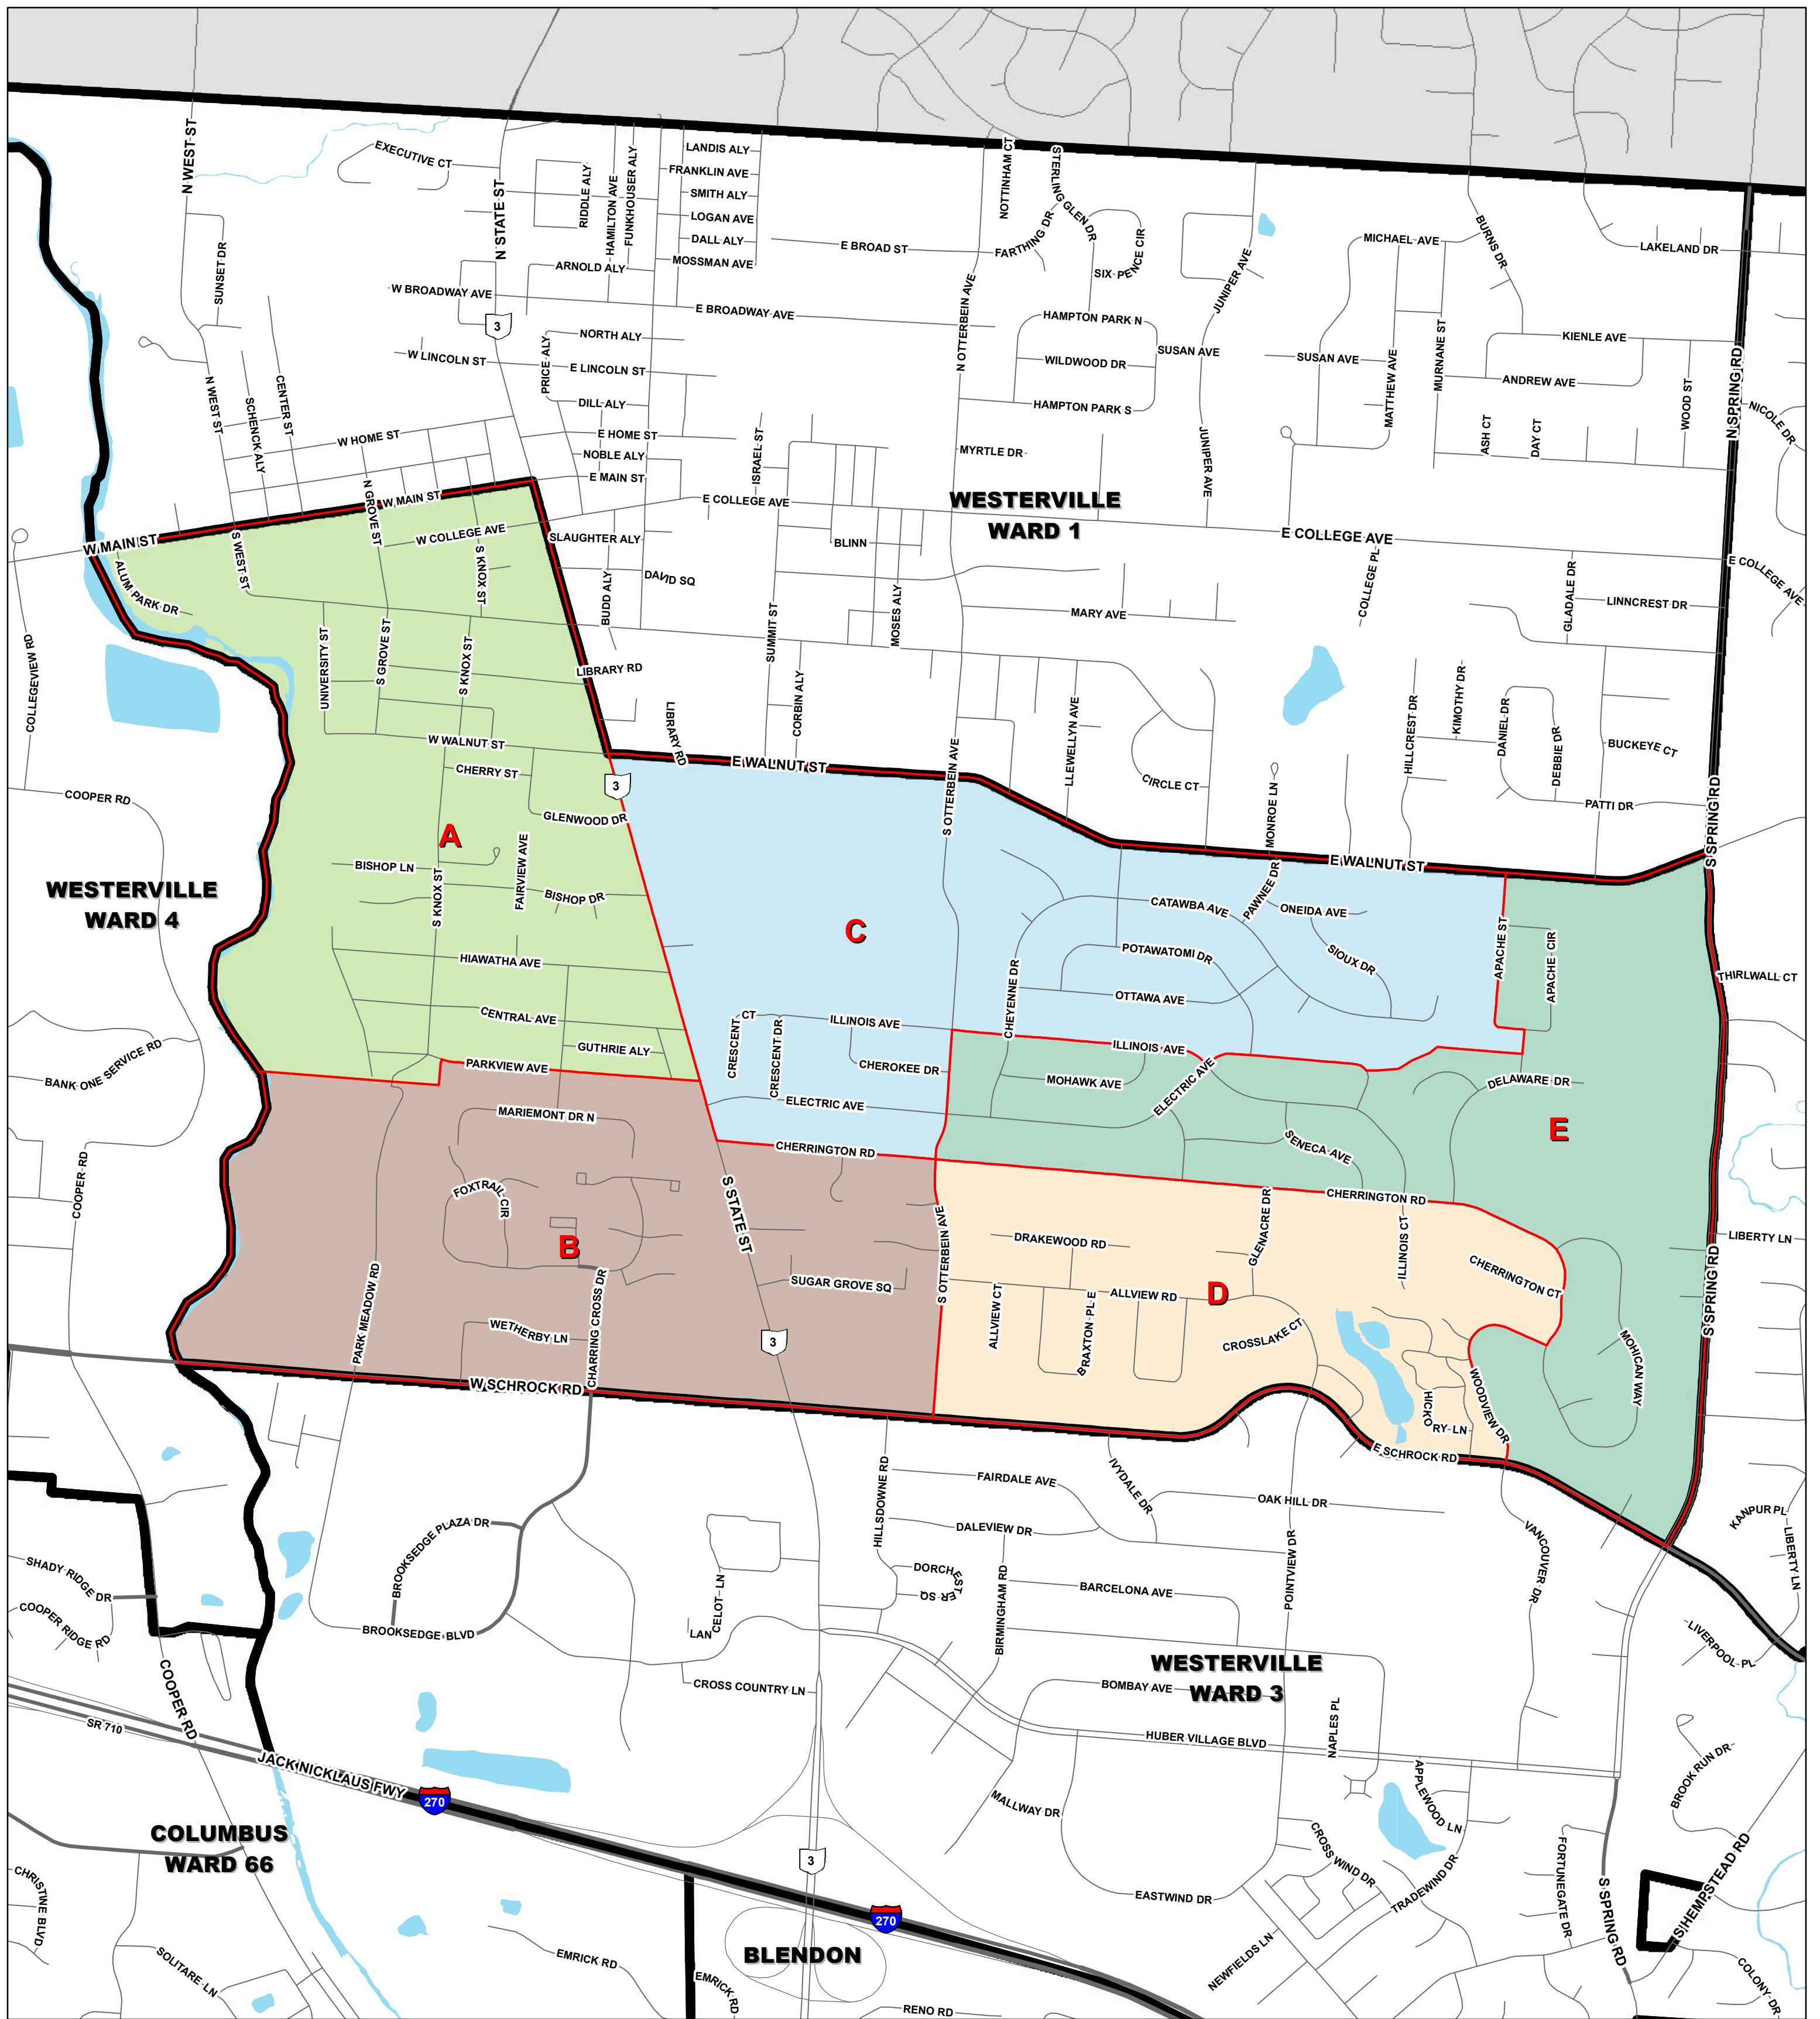 N WEST ST
EXECUTIVE CT
N STATE ST
RIDDLE ALY
HAMILTON AVE
FUNKHOUSER ALY
LANDIS ALY
FRANKLIN AVE
SMITH ALY
LOGAN AVE
DALL ALY
MOSSMAN AVE
ARNOLD ALY
E BROAD ST
NOTTINHAM CT
STERLING GLEN DR
FARTHING DR
SIX PENCE CIR
JUNIPER AVE
MICHAEL AVE
BURNS DR
LAKELAND DR
SUNSET DR
W BROADWAY AVE
E BROADWAY AVE
3
NORTH ALY
N OTTERBEIN AVE
HAMPTON PARK N
WILDWOOD DR
SUSAN AVE
SUSAN AVE
MATTHEW AVE
MURNANE ST
KIENLE AVE
ANDREW AVE
WOOD ST
N SPRING RD
NICOLE DR
W LINCOLN ST
PRICE ALY
E LINCOLN ST
DILL ALY
HAMPTON PARK S
N WEST ST
SCHENCK ALY
CENTER ST
W HOME ST
E HOME ST
NOBLE ALY
E MAIN ST
ISRAEL ST
MYRTLE DR
JUNIPER AVE
ASH CT
DAY CT
N GROVE ST
W MAIN ST
E COLLEGE AVE
WESTERVILLE
WARD 1
W MAIN ST
S WEST ST
W COLLEGE AVE
S KNOX ST
SLAUGHTER ALY
BLINN
E COLLEGE AVE
COLLEGE PL
GLADALE DR
E COLLEGE AVE
LINNCREST DR
ALUM PARK DR
BUDD ALY
DAVID SQ
SUMMIT ST
MOSES ALY
MARY AVE
COLLEGEVIEW RD
UNIVERSITY ST
S GROVE ST
S KNOX ST
LIBRARY RD
LIBRARY RD
CORBIN ALY
LLEWELLYN AVE
HILLCREST DR
KIMOTHY DR
DANIEL DR
DEBBIE DR
BUCKEYE CT
W WALNUT ST
E WALNUT ST
S OTTERBEIN AVE
CIRCLE CT
MONROE LN
PATTI DR
S SPRING RD
CHERRY ST
3
GLENWOOD DR
COOPER RD
A
BISHOP LN
FAIRVIEW AVE
BISHOP DR
S KNOX ST
E WALNUT ST
WESTERVILLE
WARD 4
C
CATAWBA AVE
PAWNEE DR
ONEIDA AVE
POTAWATOMI DR
SIOUX DR
APACHE ST
APACHE CIR
THIRLWALL CT
HIAWATHA AVE
CHEYENNE DR
OTTAWA AVE
CENTRAL AVE
GUTHRIE ALY
CRESCENT CT
CRESCENT DR
ILLINOIS AVE
ILLINOIS AVE
CHEROKEE DR
BANK ONE SERVICE RD
PARKVIEW AVE
MOHAWK AVE
ELECTRIC AVE
DELAWARE DR
ELECTRIC AVE
MARIEMONT DR N
CHERRINGTON RD
SENECA AVE
E
COOPER RD
FOXTRAIL CIR
S STATE ST
S OTTERBEIN AVE
CHERRINGTON RD
GLENACRE DR
ILLINOIS CT
DRAKEWOOD RD
CHERRINGTON CT
LIBERTY LN
B
SUGAR GROVE SQ
ALLVIEW CT
ALLVIEW RD
D
BRAXTON PL E
CROSSLAKE CT
S SPRING RD
PARK MEADOW RD
WETHERBY LN
CHARRING CROSS DR
3
MOHICAN WAY
W SCHROCK RD
HICKORY LN
WOODVIEW DR
E SCHROCK RD
HILLSDOWNE RD
FAIRDALE AVE
IVYDALE DR
OAK HILL DR
KANPUR PL
LIBERTY LN
BROOKSEDGE PLAZA DR
DALEVIEW DR
POINTVIEW DR
VANCOUVER DR
SHADY RIDGE DR
COOPER RIDGE RD
DORCHESTER SQ
BIRMINGHAM RD
BARCELONA AVE
BROOKSEDGE BLVD
LANCELOT LN
LIVERPOOL PL
COOPER RD
CROSS COUNTRY LN
WESTERVILLE
WARD 3
BOMBAY AVE
NAPLES PL
HUBER VILLAGE BLVD
SR 710
JACK NICKLAUS FWY
270
MALLWAY DR
APPLEWOOD LN
BROOK RUN DR
COLUMBUS
WARD 66
3
CROSS WIND DR
TRADEWIND DR
FORTUNEGATE DR
S SPRING RD
S HEMPSTEAD RD
CHRISTINE BLVD
EASTWIND DR
270
BLENDON
SOLITARE LN
EMRICK RD
EMRICK RD
NEWFIELDS LN
COLONY DR
RENO RD